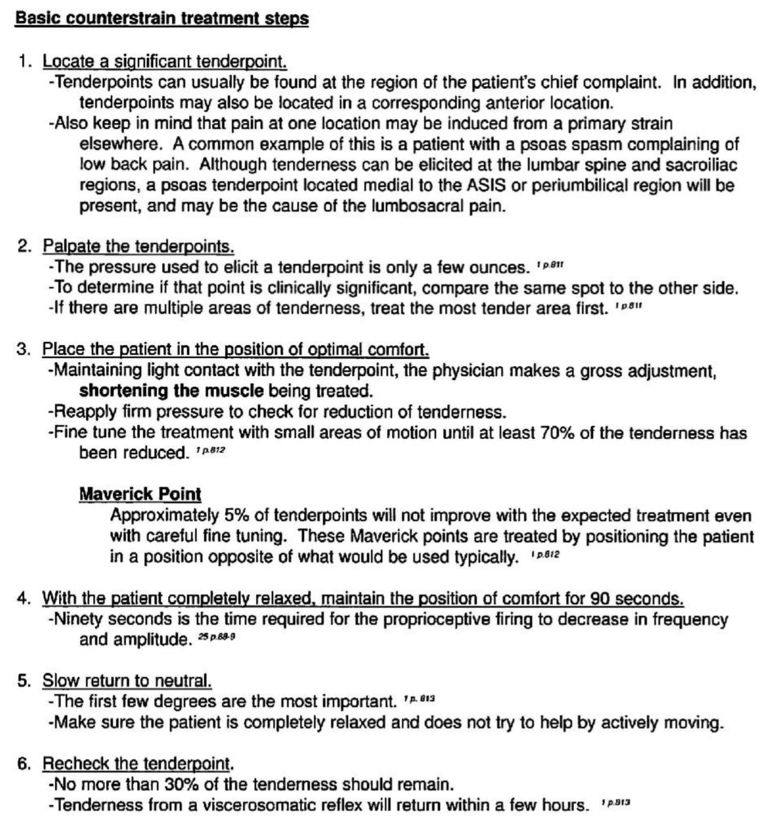 Basic counterstrain treatment steps
1. Locate a significant tenderpoint.
-Tenderpoints can usually be found at the region of the patient's chief complaint. In addition,
tenderpoints may also be located in a corresponding anterior location.
-Also keep in mind that pain at one location may be induced from a primary strain
elsewhere. A common example of this is a patient with a psoas spasm complaining of
low back pain. Although tenderness can be elicited at the lumbar spine and sacroiliac
regions, a psoas tenderpoint located medial to the ASIS or periumbilical region will be
present, and may be the cause of the lumbosacral pain.
2. Palpate the tenderpoints.
-The pressure used to elicit a tenderpoint is only a few ounces. 1 p.811
-To determine if that point is clinically significant, compare the same spot to the other side.
-If there are multiple areas of tenderness, treat the most tender area first. 1 p.811
3. Place the patient in the position of optimal comfort.
-Maintaining light contact with the tenderpoint, the physician makes a gross adjustment,
shortening the muscle being treated.
-Reapply firm pressure to check for reduction of tenderness.
-Fine tune the treatment with small areas of motion until at least 70% of the tenderness has
been reduced. 1 p.812
Maverick Point
Approximately 5% of tenderpoints will not improve with the expected treatment even
with careful fine tuning. These Maverick points are treated by positioning the patient
in a position opposite of what would be used typically. 1 p.812
4. With the patient completely relaxed, maintain the position of comfort for 90 seconds.
-Ninety seconds is the time required for the proprioceptive firing to decrease in frequency
and amplitude. 25 p.68-9
5. Slow return to neutral.
-The first few degrees are the most important. 1 p. 813
-Make sure the patient is completely relaxed and does not try to help by actively moving.
6. Recheck the tenderpoint.
-No more than 30% of the tenderness should remain.
-Tenderness from a viscerosomatic reflex will return within a few hours. 1 p.813